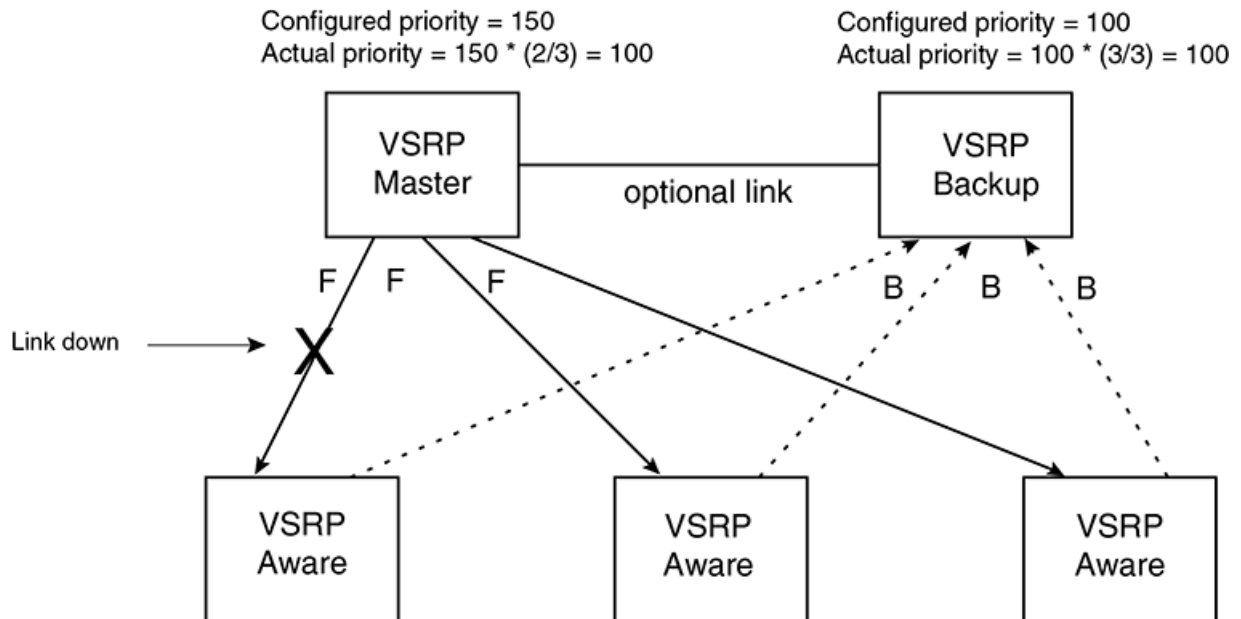 Configured priority = 150
Actual priority = 150 * (2/3) = 100
Configured priority = 100
Actual priority = 100 * (3/3) = 100
VSRP
Master
optional link
VSRP
Backup
F
F
F
B
B
B
Link down
X
VSRP
Aware
VSRP
Aware
VSRP
Aware